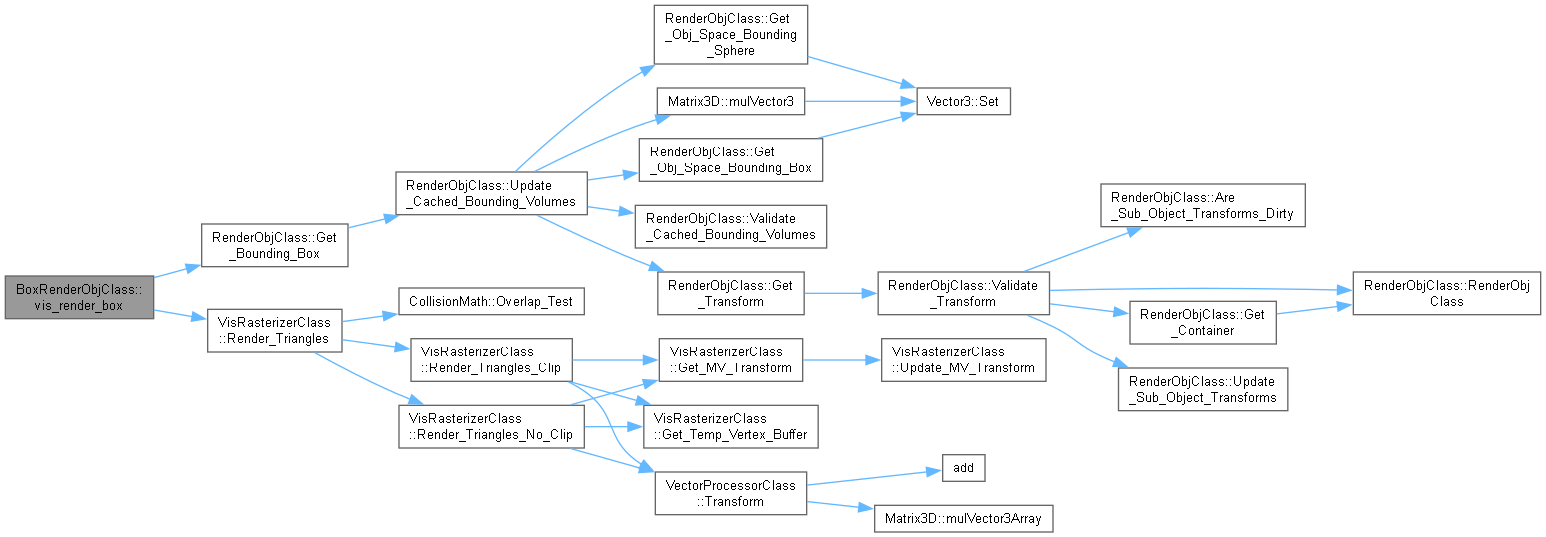 BoxRenderObjClass::
vis_render_box
RenderObjClass::Get
_Bounding_Box
VisRasterizerClass
::Render_Triangles
RenderObjClass::Update
_Cached_Bounding_Volumes
CollisionMath::Overlap_Test
VisRasterizerClass
::Render_Triangles_Clip
VisRasterizerClass
::Render_Triangles_No_Clip
RenderObjClass::Get
_Obj_Space_Bounding
_Sphere
Matrix3D::mulVector3
RenderObjClass::Get
_Obj_Space_Bounding_Box
RenderObjClass::Validate
_Cached_Bounding_Volumes
RenderObjClass::Get
_Transform
VisRasterizerClass
::Get_MV_Transform
VisRasterizerClass
::Get_Temp_Vertex_Buffer
VectorProcessorClass
::Transform
Vector3::Set
RenderObjClass::Validate
_Transform
VisRasterizerClass
::Update_MV_Transform
add
Matrix3D::mulVector3Array
RenderObjClass::Are
_Sub_Object_Transforms_Dirty
RenderObjClass::Get
_Container
RenderObjClass::Update
_Sub_Object_Transforms
RenderObjClass::RenderObj
Class